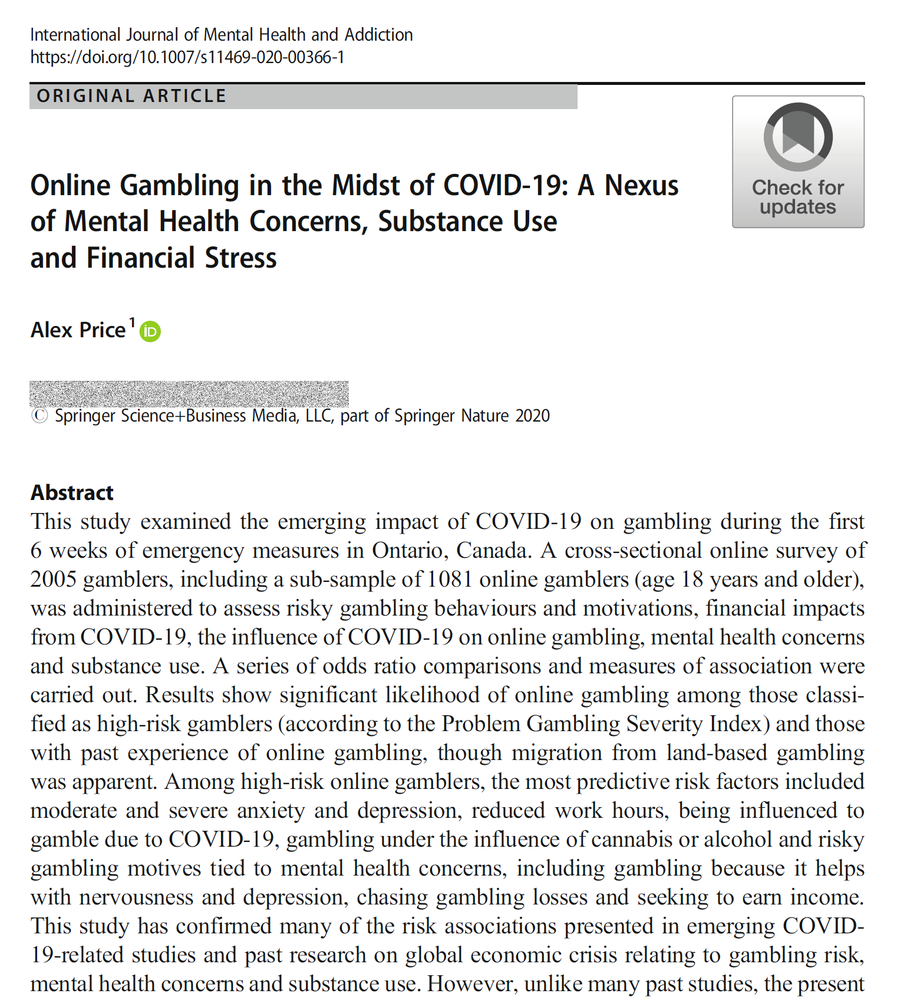 International Journal of Mental Health and Addiction
https://doi.org/10.1007/s11469-020-00366-1
ORIGINAL ARTICLE
Check for
updates
Online Gambling in the Midst of COVID-19: A Nexus
of Mental Health Concerns, Substance Use
and Financial Stress
Alex Price¹ iD
© Springer Science+Business Media, LLC, part of Springer Nature 2020
Abstract
This study examined the emerging impact of COVID-19 on gambling during the first
6 weeks of emergency measures in Ontario, Canada. A cross-sectional online survey of
2005 gamblers, including a sub-sample of 1081 online gamblers (age 18 years and older),
was administered to assess risky gambling behaviours and motivations, financial impacts
from COVID-19, the influence of COVID-19 on online gambling, mental health concerns
and substance use. A series of odds ratio comparisons and measures of association were
carried out. Results show significant likelihood of online gambling among those classi-
fied as high-risk gamblers (according to the Problem Gambling Severity Index) and those
with past experience of online gambling, though migration from land-based gambling
was apparent. Among high-risk online gamblers, the most predictive risk factors included
moderate and severe anxiety and depression, reduced work hours, being influenced to
gamble due to COVID-19, gambling under the influence of cannabis or alcohol and risky
gambling motives tied to mental health concerns, including gambling because it helps
with nervousness and depression, chasing gambling losses and seeking to earn income.
This study has confirmed many of the risk associations presented in emerging COVID-
19-related studies and past research on global economic crisis relating to gambling risk,
mental health concerns and substance use. However, unlike many past studies, the present